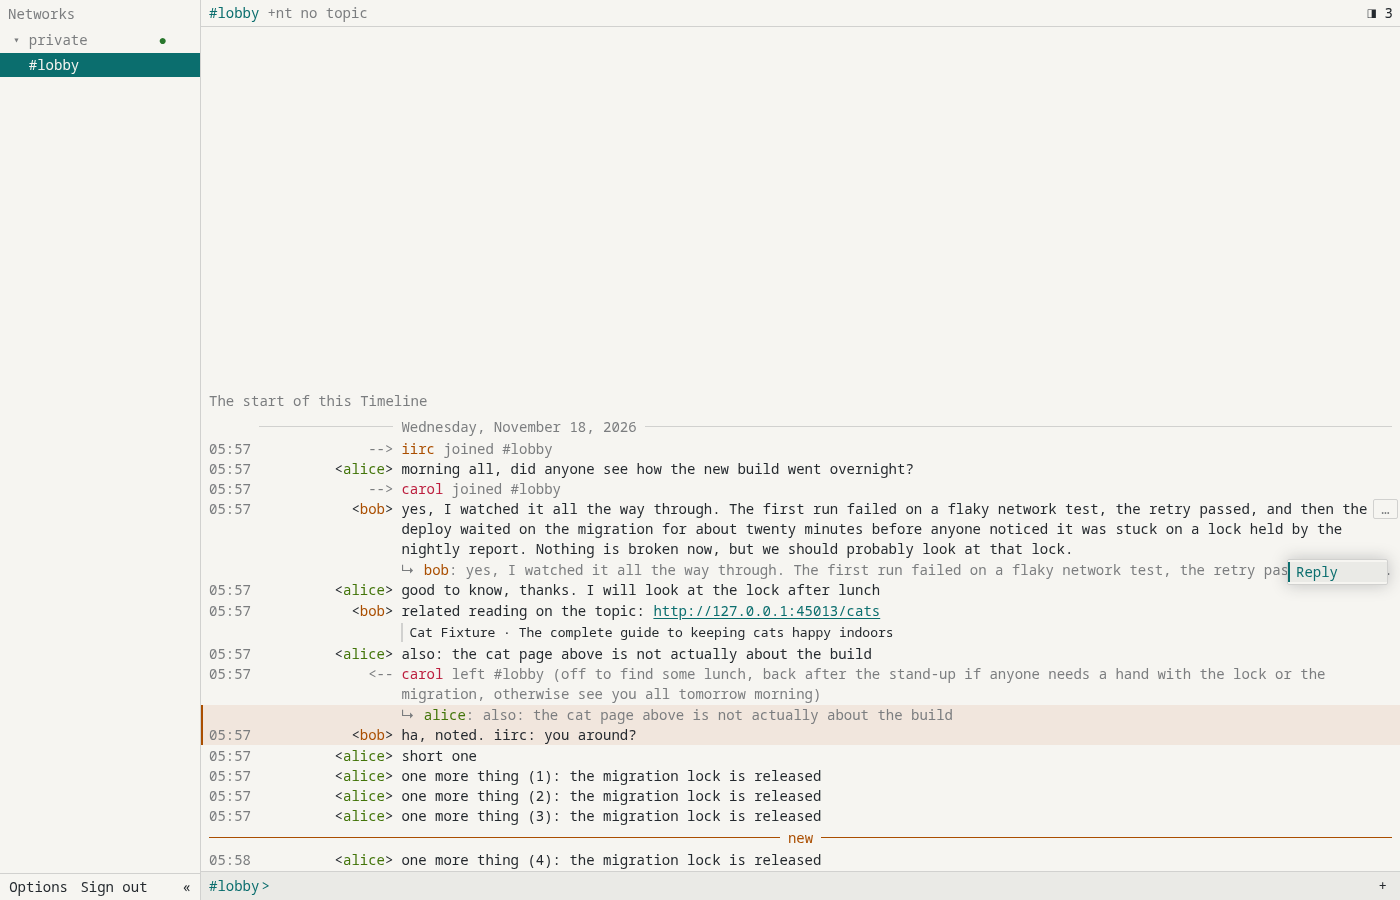 Networks
▾ private ●
#lobby
Options Sign out «
#lobby +nt no topic ◨ 3
The start of this Timeline
Wednesday, November 18, 2026
05:57 --> iirc joined #lobby
05:57 <alice> morning all, did anyone see how the new build went overnight?
05:57 --> carol joined #lobby
05:57 <bob> yes, I watched it all the way through. The first run failed on a flaky network test, the retry passed, and then the …
deploy waited on the migration for about twenty minutes before anyone noticed it was stuck on a lock held by the
nightly report. Nothing is broken now, but we should probably look at that lock.
↳ bob: yes, I watched it all the way through. The first run failed on a flaky network test, the retry pas
Reply
05:57 <alice> good to know, thanks. I will look at the lock after lunch
05:57 <bob> related reading on the topic: http://127.0.0.1:45013/cats
Cat Fixture · The complete guide to keeping cats happy indoors
05:57 <alice> also: the cat page above is not actually about the build
05:57 <-- carol left #lobby (off to find some lunch, back after the stand-up if anyone needs a hand with the lock or the
migration, otherwise see you all tomorrow morning)
↳ alice: also: the cat page above is not actually about the build
05:57 <bob> ha, noted. iirc: you around?
05:57 <alice> short one
05:57 <alice> one more thing (1): the migration lock is released
05:57 <alice> one more thing (2): the migration lock is released
05:57 <alice> one more thing (3): the migration lock is released
new
05:58 <alice> one more thing (4): the migration lock is released
#lobby> +